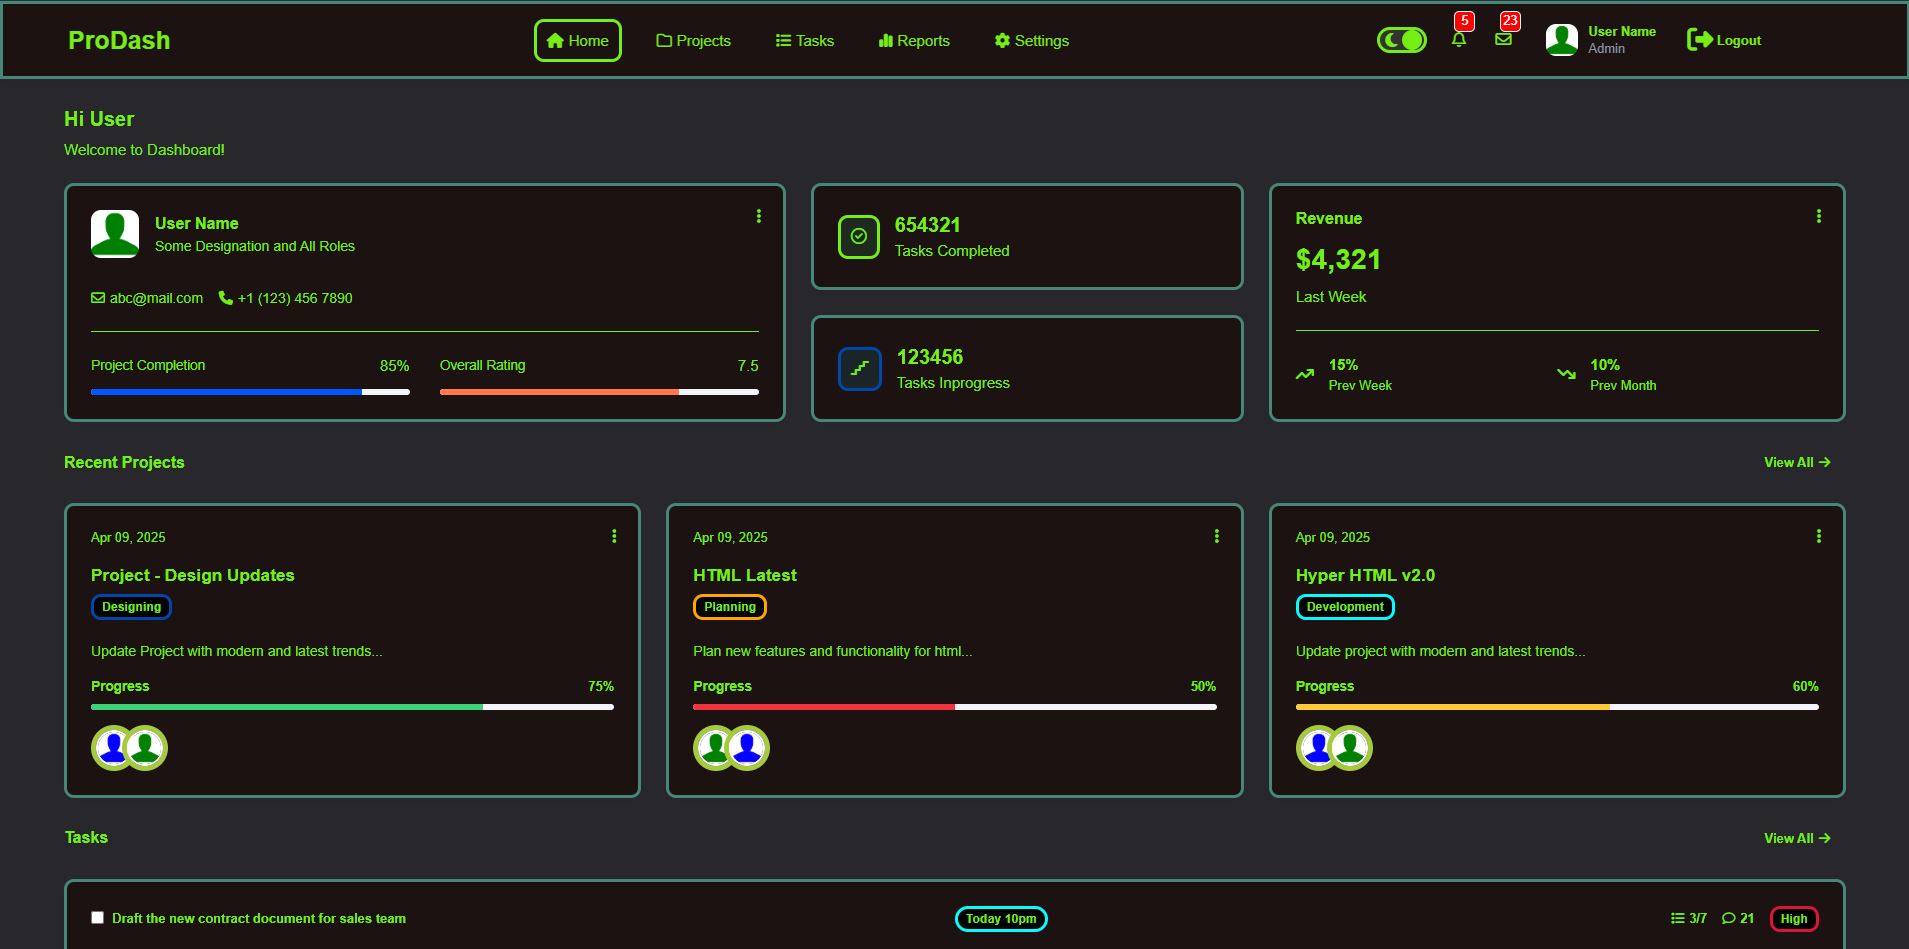 ProDash
Home
Projects
Tasks
Reports
Settings
5
23
User Name
Admin
Logout
Hi User
Welcome to Dashboard!
User Name
Some Designation and All Roles
abc@mail.com
+1 (123) 456 7890
Project Completion
85%
Overall Rating
7.5
654321
Tasks Completed
123456
Tasks Inprogress
Revenue
$4,321
Last Week
15%
Prev Week
10%
Prev Month
Recent Projects
View All
Apr 09, 2025
Project - Design Updates
Designing
Update Project with modern and latest trends...
Progress
75%
Apr 09, 2025
HTML Latest
Planning
Plan new features and functionality for html...
Progress
50%
Apr 09, 2025
Hyper HTML v2.0
Development
Update project with modern and latest trends...
Progress
60%
Tasks
View All
Draft the new contract document for sales team
Today 10pm
3/7
21
High